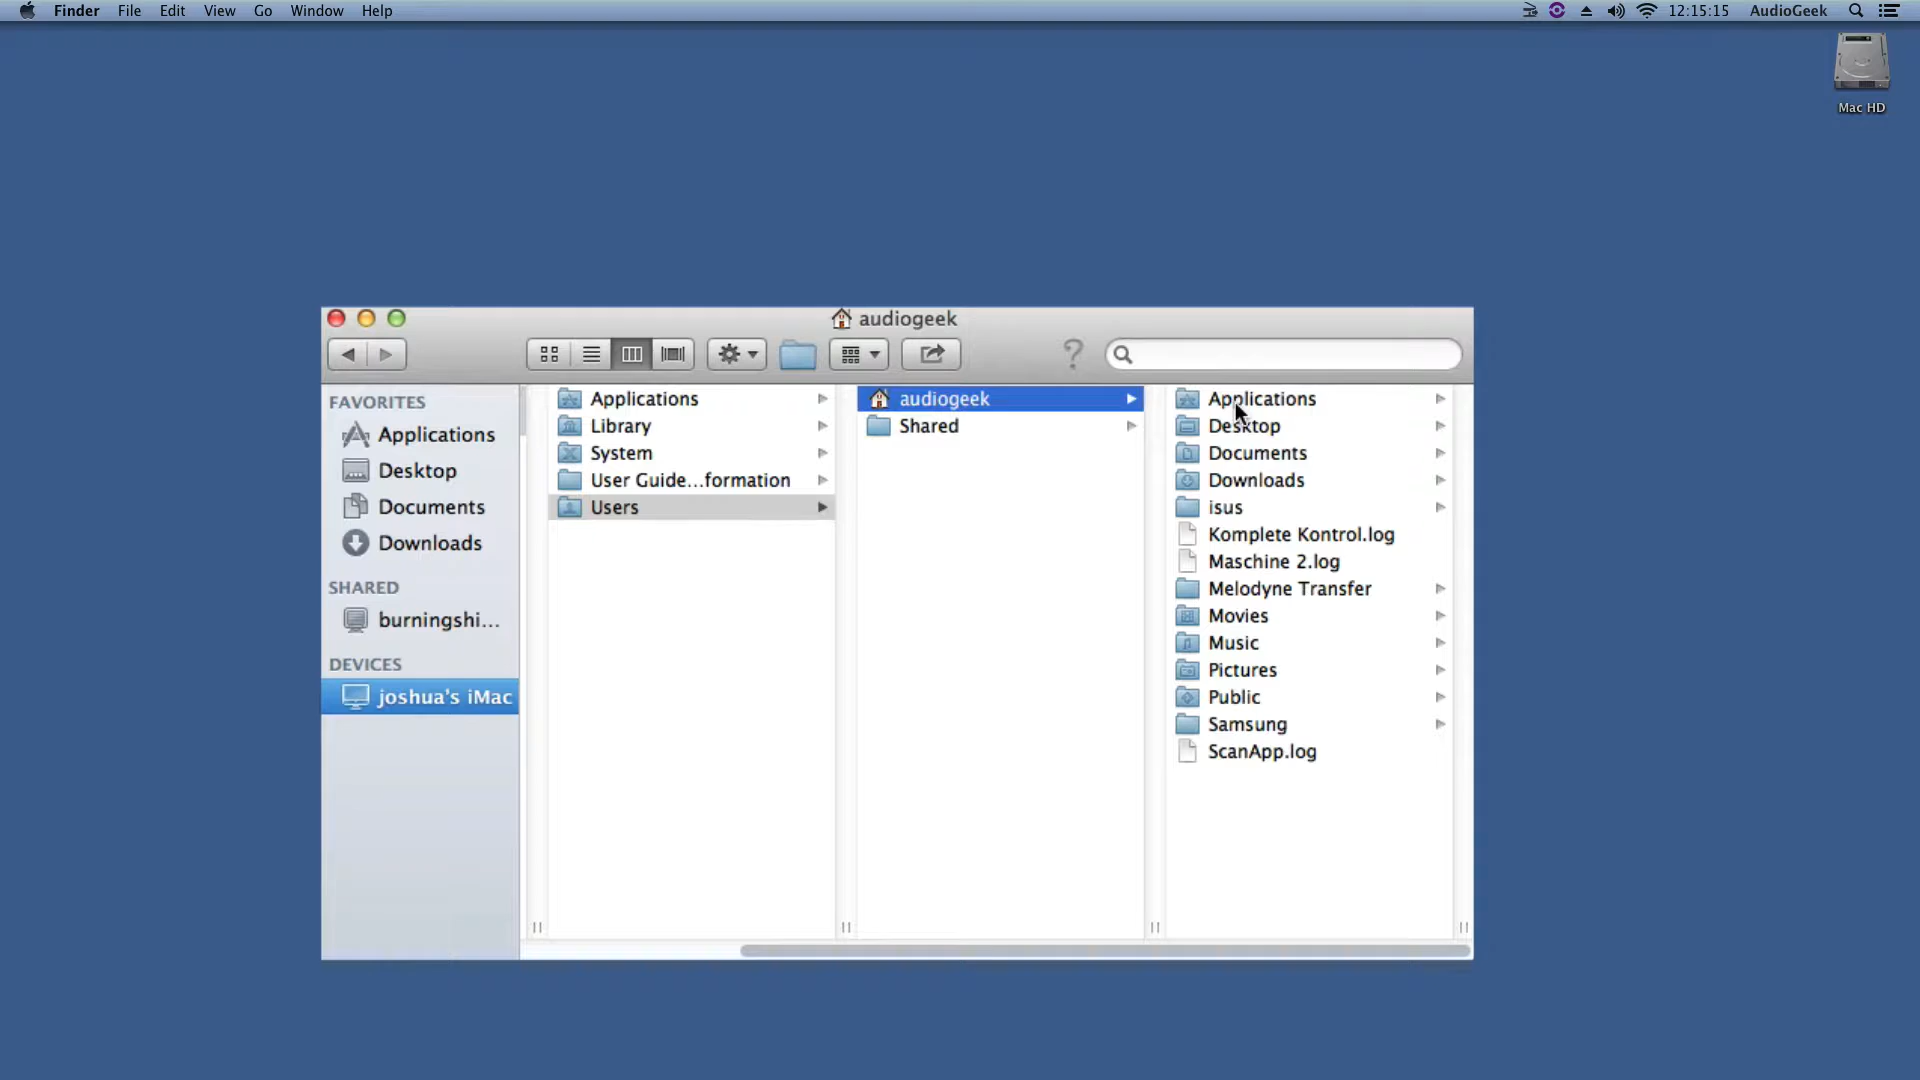 Finder File Edit View Go Window Help 12:15:15 AudioGeek
Mac HD
audiogeek
FAVORITES
Applications
Desktop
Documents
Downloads
SHARED
burningshi...
DEVICES
joshua's iMac
Applications
Library
System
User Guide...formation
Users
audiogeek
Shared
Applications
Desktop
Documents
Downloads
isus
Komplete Kontrol.log
Maschine 2.log
Melodyne Transfer
Movies
Music
Pictures
Public
Samsung
ScanApp.log